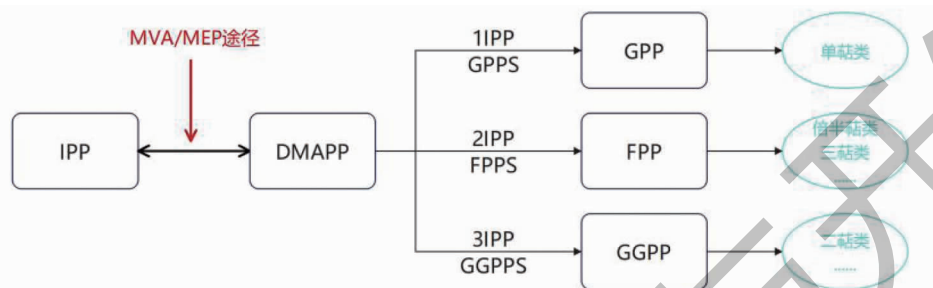 MVA/MEP途径
IPP
DMAPP
1IPP
GPPS
GPP
单萜类
2IPP
FPPS
FPP
倍半萜类
三萜类
......
3IPP
GGPPS
GGPP
二萜类
......